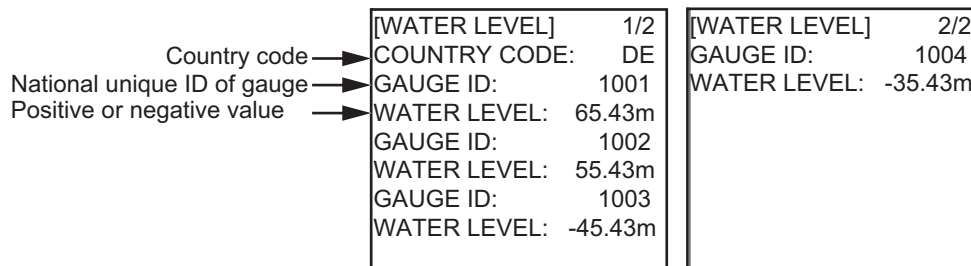 Country code
National unique ID of gauge
Positive or negative value
[WATER LEVEL] 1/2
COUNTRY CODE: DE
GAUGE ID: 1001
WATER LEVEL: 65.43m
GAUGE ID: 1002
WATER LEVEL: 55.43m
GAUGE ID: 1003
WATER LEVEL: -45.43m
[WATER LEVEL] 2/2
GAUGE ID: 1004
WATER LEVEL: -35.43m